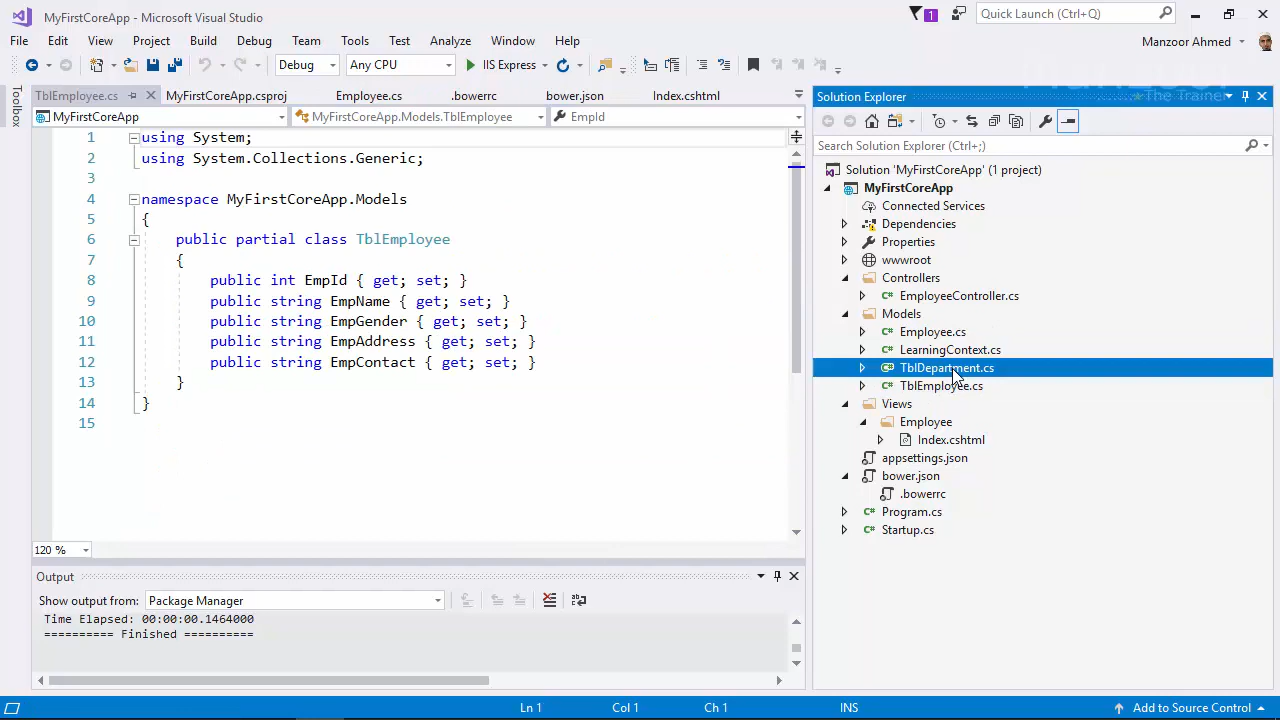 MyFirstCoreApp - Microsoft Visual Studio
1
Quick Launch (Ctrl+Q)
File Edit View Project Build Debug Team Tools Test Analyze Window Help
Manzoor Ahmed
Debug Any CPU IIS Express
Toolbox
TblEmployee.cs MyFirstCoreApp.csproj Employee.cs .bowerrc bower.json Index.cshtml
MyFirstCoreApp MyFirstCoreApp.Models.TblEmployee EmpId
1 using System;
2 using System.Collections.Generic;
3
4 namespace MyFirstCoreApp.Models
5 {
6 public partial class TblEmployee
7 {
8 public int EmpId { get; set; }
9 public string EmpName { get; set; }
10 public string EmpGender { get; set; }
11 public string EmpAddress { get; set; }
12 public string EmpContact { get; set; }
13 }
14 }
15
120 %
Output
Show output from: Package Manager
Time Elapsed: 00:00:00.1464000
========== Finished ==========
The Trainer
Solution Explorer
Search Solution Explorer (Ctrl+;)
Solution 'MyFirstCoreApp' (1 project)
MyFirstCoreApp
Connected Services
Dependencies
Properties
wwwroot
Controllers
EmployeeController.cs
Models
Employee.cs
LearningContext.cs
TblDepartment.cs
TblEmployee.cs
Views
Employee
Index.cshtml
appsettings.json
bower.json
.bowerrc
Program.cs
Startup.cs
Ln 1 Col 1 Ch 1 INS Add to Source Control